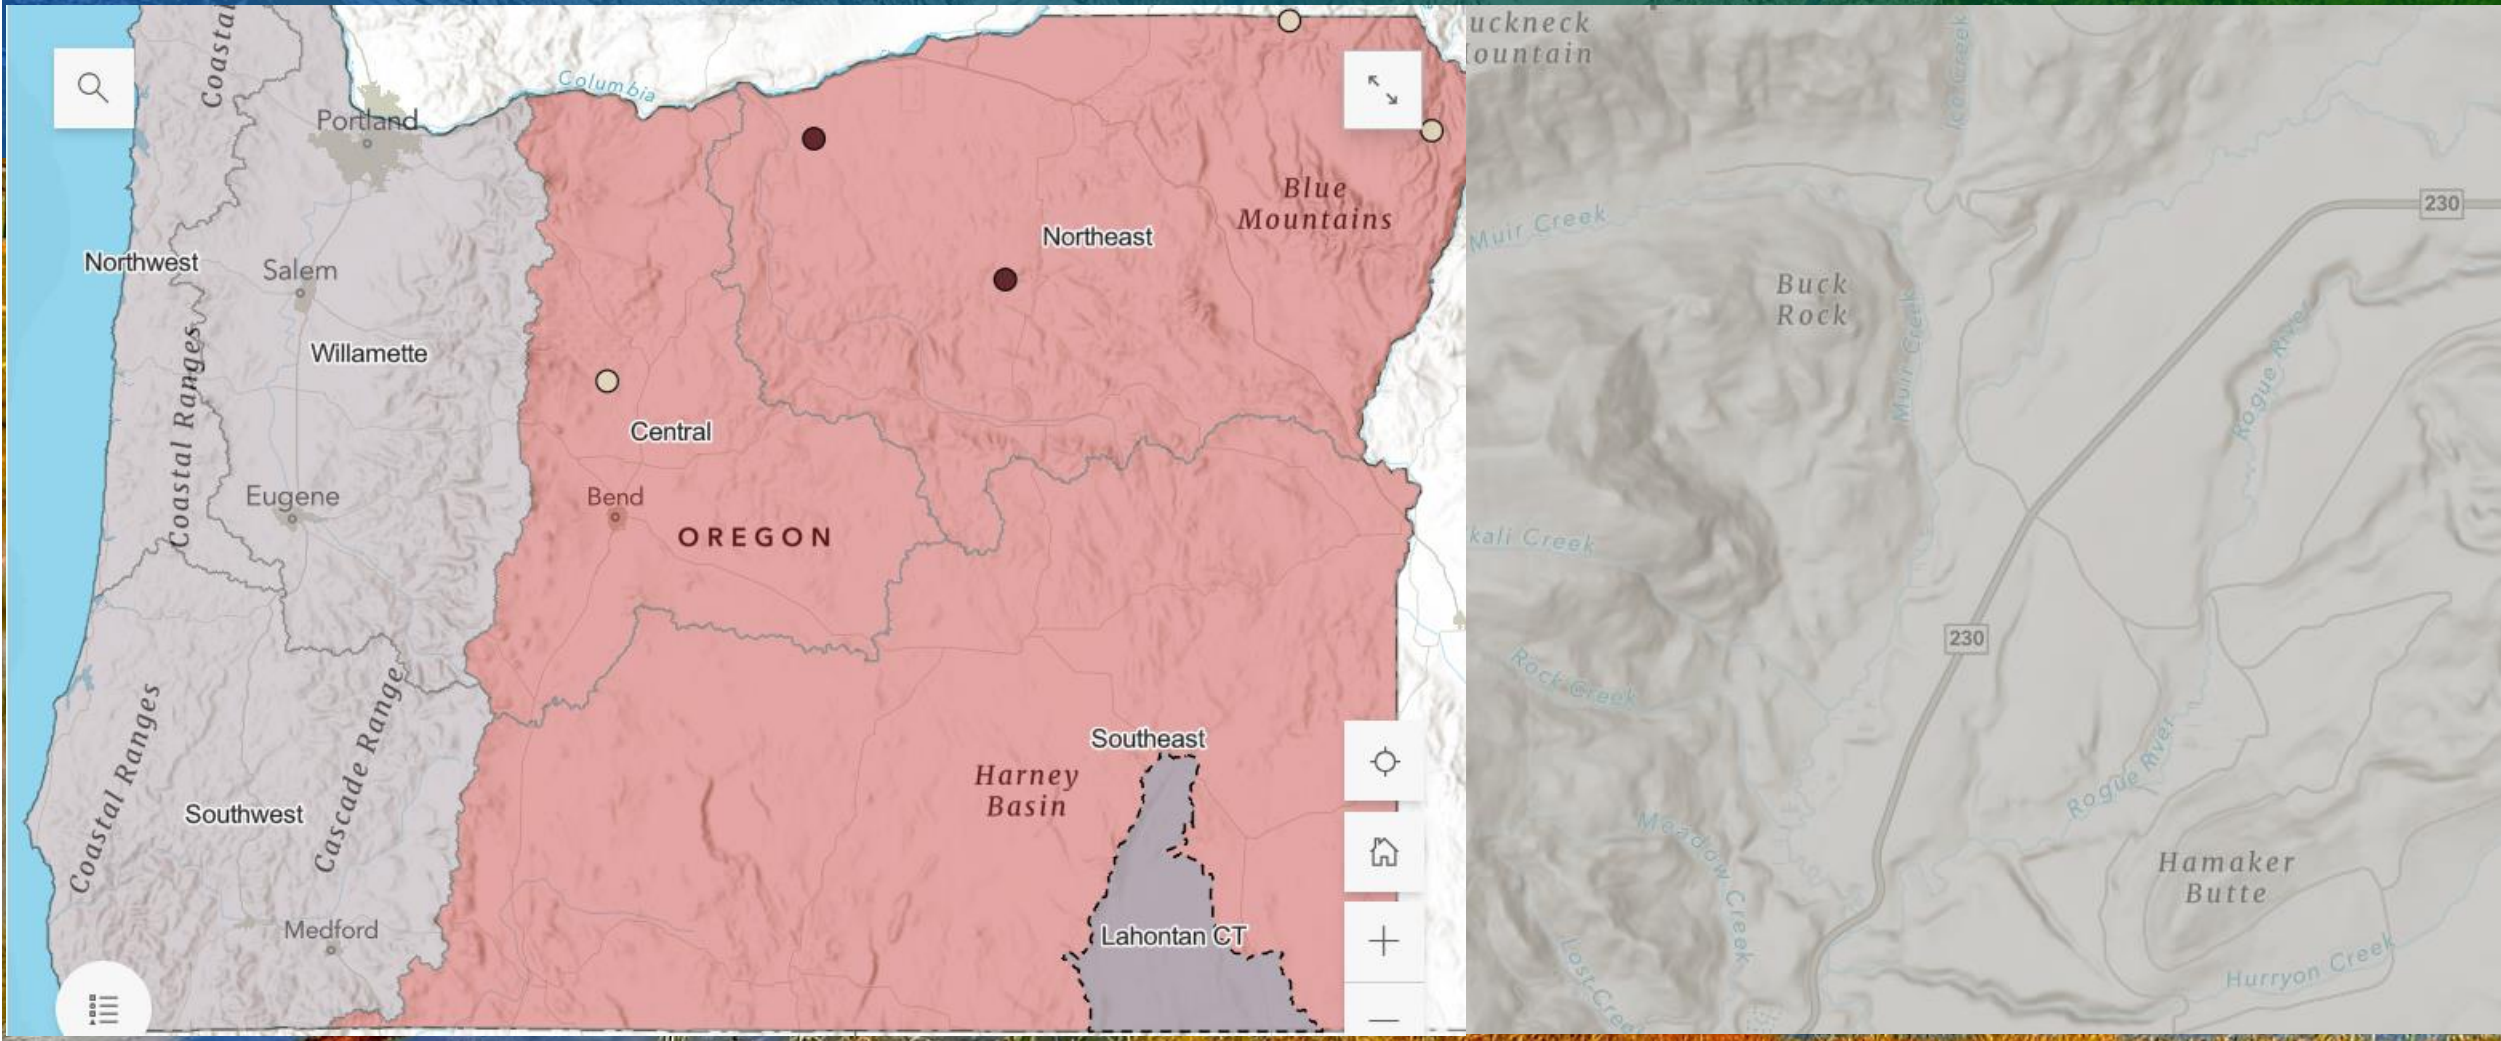 Coastal
Columbia
Portland
Blue
Mountains
Northeast
Northwest
Salem
Willamette
Coastal Ranges
Central
Eugene
Bend
OREGON
Southeast
Harney
Basin
Coastal Ranges
Cascade Range
Southwest
Lahontan CT
Medford
uckneck
ountain
Ice Creek
230
Muir Creek
Buck
Rock
Muir Creek
Rogue River
kali Creek
230
Rock Creek
Rogue River
Meadow Creek
Hamaker
Butte
Lost Creek
Hurryon Creek